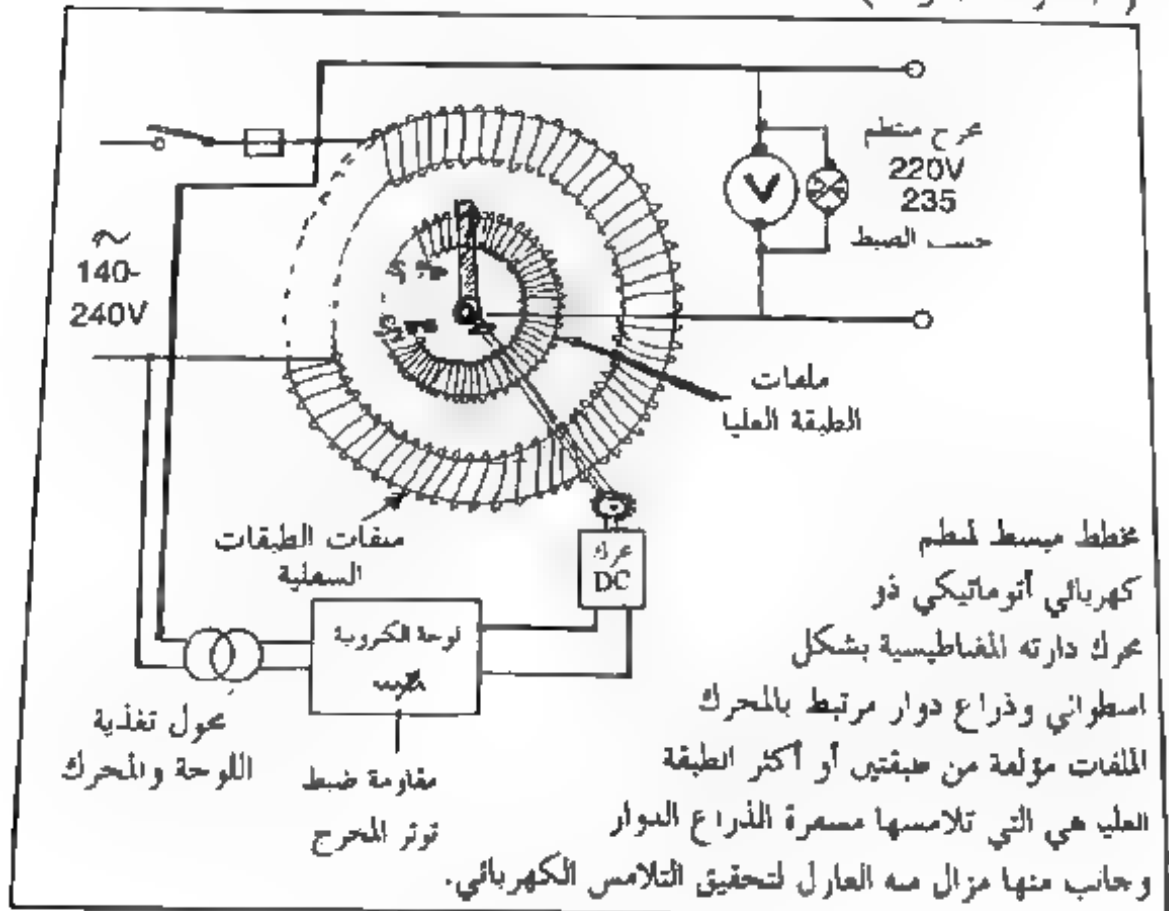 ~
140-
240V
V
مخرج منتظم
220V
235
حسب الضبط
ملفات
الطبقة العليا
ملفات الطبقات
السفلية
محرك
DC
لوحة الكترونية
محول تغذية
اللوحة والمحرك
مقاومة ضبط
توتر المخرج
مخطط مبسط لمنظم
كهربائي أتوماتيكي ذو
محرك دارته المغناطيسية بشكل
اسطواني وذراع دوار مرتبط بالمحرك
الملفات مؤلفة من طبقتين أو أكثر الطبقة
العليا هي التي تلامسها مسفرة الذراع الدوار
وجانب منها مزال منه العازل لتحقيق التلامس الكهربائي.